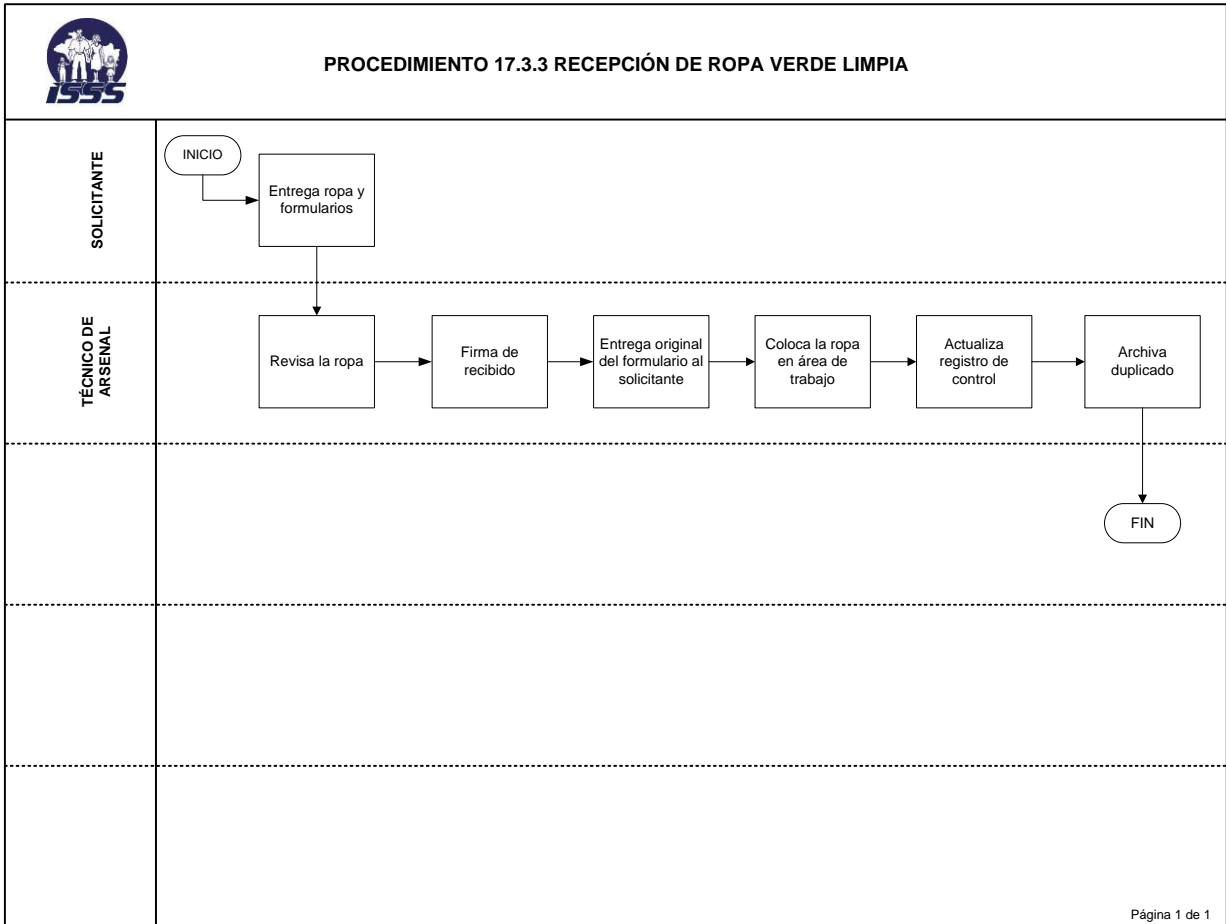 ISSS
PROCEDIMIENTO 17.3.3 RECEPCIÓN DE ROPA VERDE LIMPIA
SOLICITANTE
INICIO
Entrega ropa y
formularios
TÉCNICO DE
ARSENAL
Revisa la ropa
Firma de
recibido
Entrega original
del formulario al
solicitante
Coloca la ropa
en área de
trabajo
Actualiza
registro de
control
Archiva
duplicado
FIN
Página 1 de 1